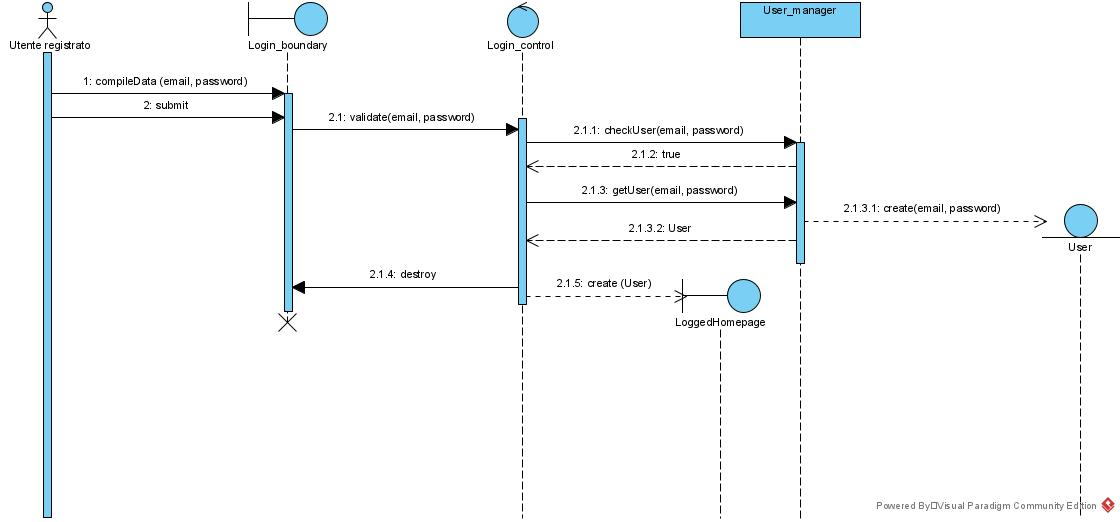 Utente registrato
Login_boundary
Login_control
User_manager
1: compileData (email, password)
2: submit
2.1: validate(email, password)
2.1.1: checkUser(email, password)
2.1.2: true
2.1.3: getUser(email, password)
2.1.3.1: create(email, password)
2.1.3.2: User
User
2.1.4: destroy
2.1.5: create (User)
LoggedHomepage
Powered By Visual Paradigm Community Edition